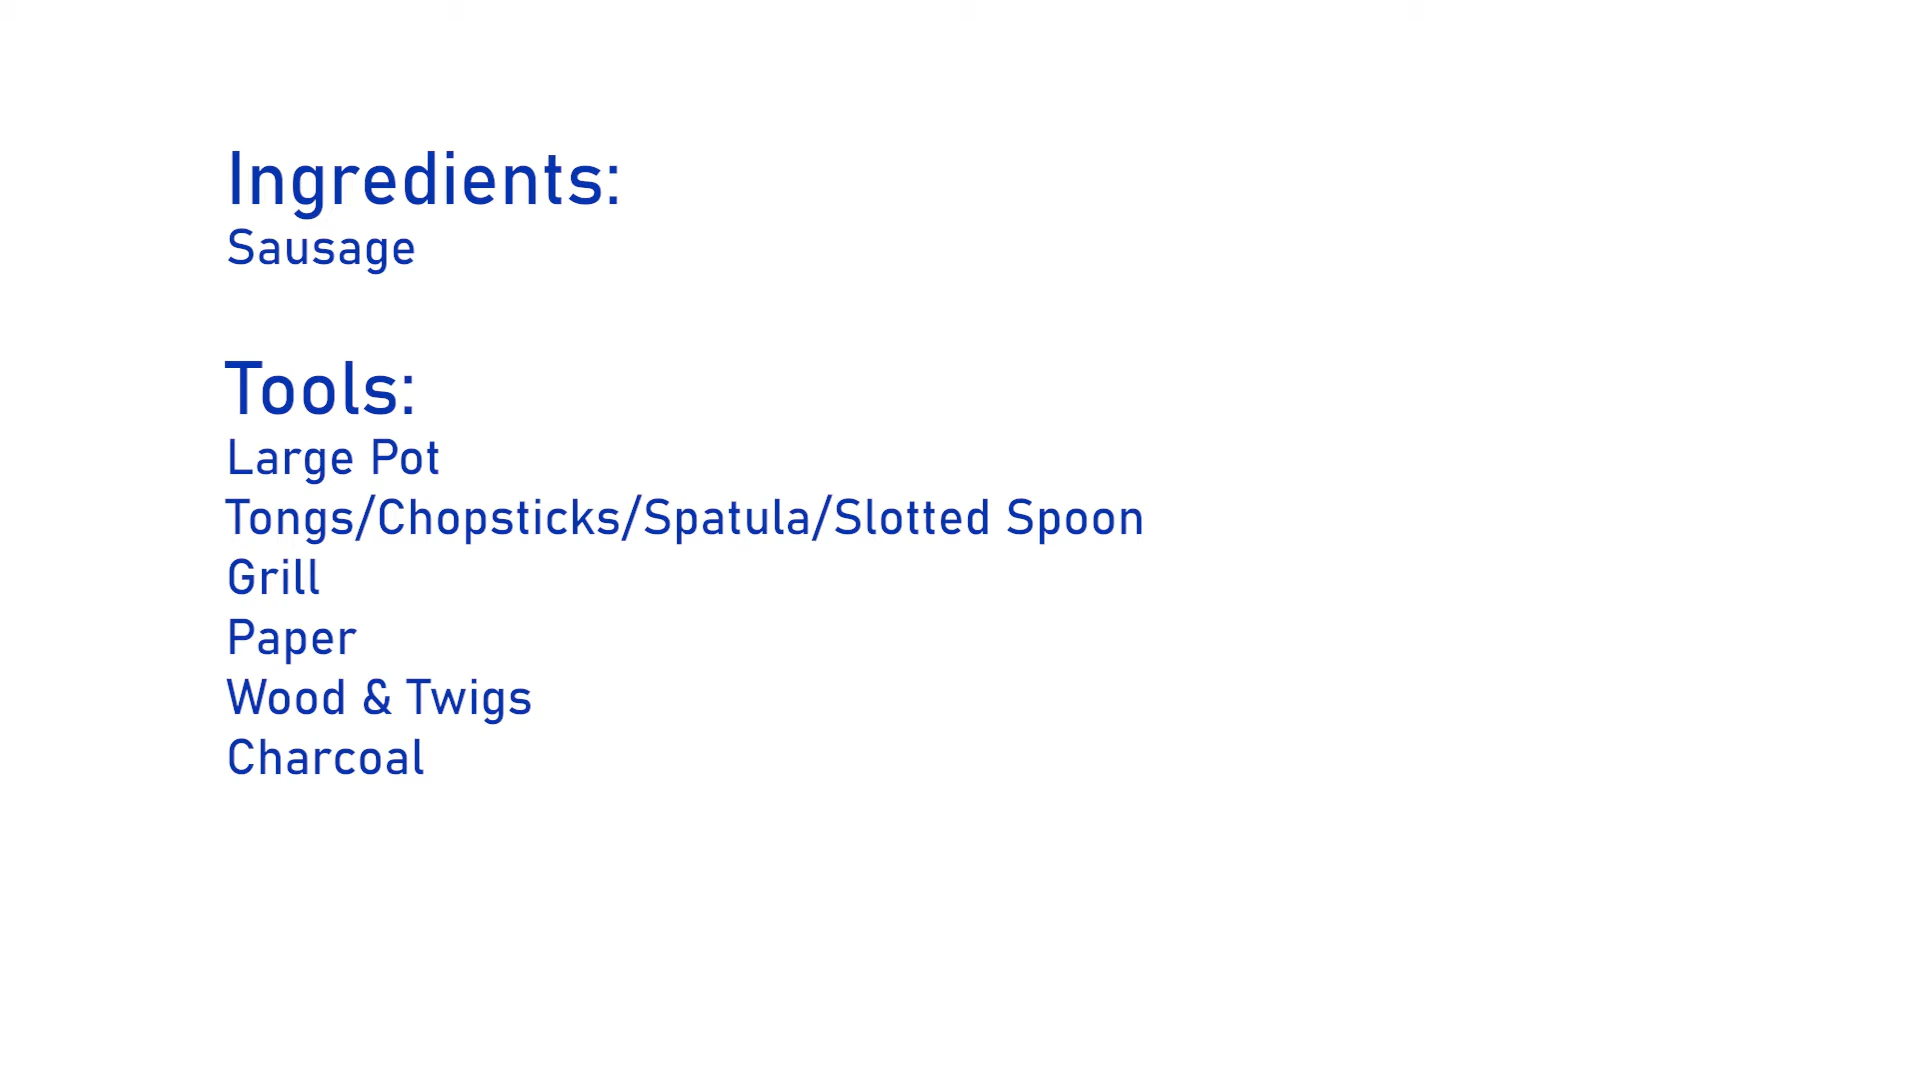 Ingredients:
Sausage
Tools:
Large Pot
Tongs/Chopsticks/Spatula/Slotted Spoon
Grill
Paper
Wood & Twigs
Charcoal